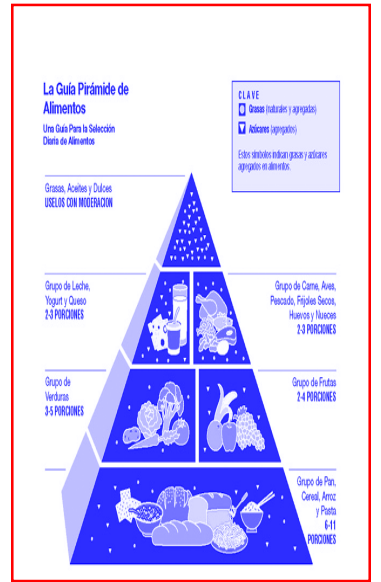 La Guía Pirámide de
Alimentos
Una Guía Para la Selección
Diaria de Alimentos
CLAVE
Grasas (naturales y agregadas)
Azúcares (agregados)
Estos símbolos indican grasas y azúcares
agregados en alimentos.
Grasas, Aceites y Dulces
USELOS CON MODERACION
Grupo de Leche,
Yogurt y Queso
2-3 PORCIONES
Grupo de Carne, Aves,
Pescado, Frijoles Secos,
Huevos y Nueces
2-3 PORCIONES
Grupo de
Verduras
3-5 PORCIONES
Grupo de Frutas
2-4 PORCIONES
Grupo de Pan,
Cereal, Arroz
y Pasta
6-11
PORCIONES